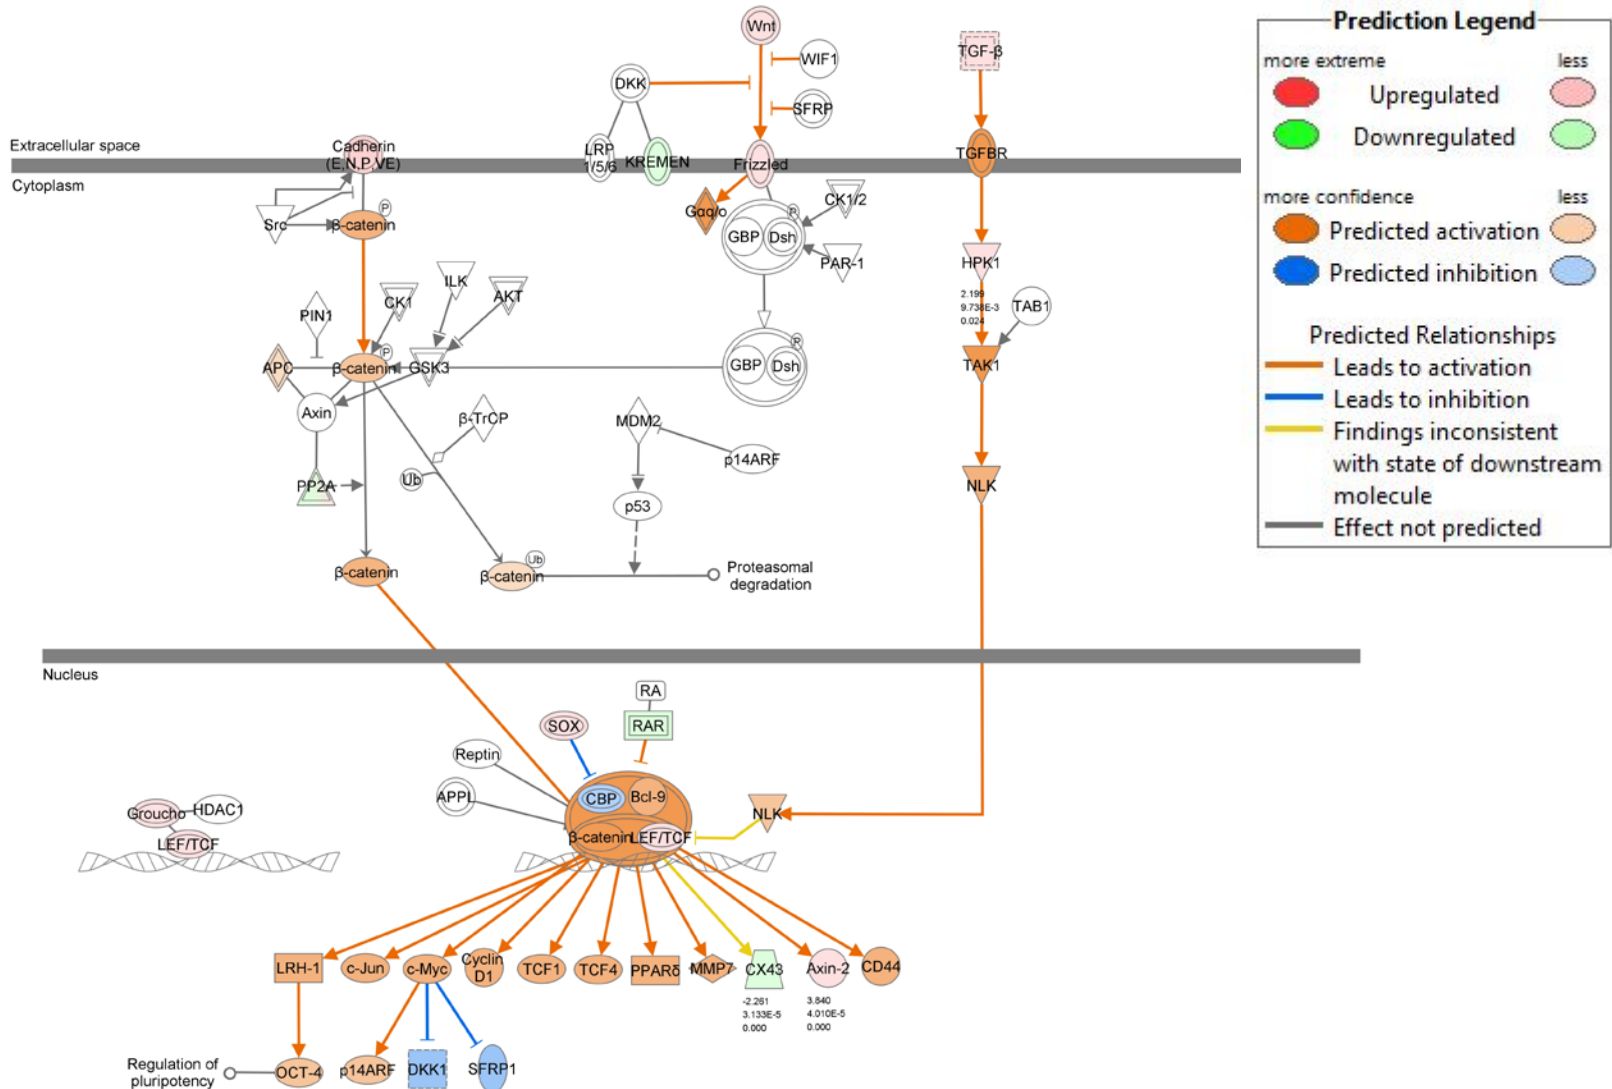 Wnt
WIF1
DKK
SFRP
TGF-β
Extracellular space
Cadherin
(E,N,P,VE)
LRP
1/5/6
KREMEN
Frizzled
TGFBR
Cytoplasm
Src
P
β-catenin
Gαq/o
P
GBP
Dsh
CK1/2
PAR-1
HPK1
2.199
9.738E-3
0.024
TAB1
PIN1
CK1
ILK
AKT
APC
β-catenin
P
GSK3
GBP
Dsh
P
TAK1
Axin
β-TrCP
MDM2
p14ARF
Ub
PP2A
p53
NLK
β-catenin
β-catenin
Ub
Proteasomal
degradation
Nucleus
RA
SOX
RAR
Reptin
APPL
CBP
Bcl-9
β-catenin
LEF/TCF
NLK
Groucho
HDAC1
LEF/TCF
LRH-1
c-Jun
c-Myc
Cyclin
D1
TCF1
TCF4
PPARδ
MMP7
CX43
Axin-2
CD44
-2.261
3.133E-5
0.000
3.840
4.010E-5
0.000
Regulation of
pluripotency
OCT-4
p14ARF
DKK1
SFRP1
Prediction Legend
more extreme
less
Upregulated
Downregulated
more confidence
less
Predicted activation
Predicted inhibition
Predicted Relationships
Leads to activation
Leads to inhibition
Findings inconsistent
with state of downstream
molecule
Effect not predicted